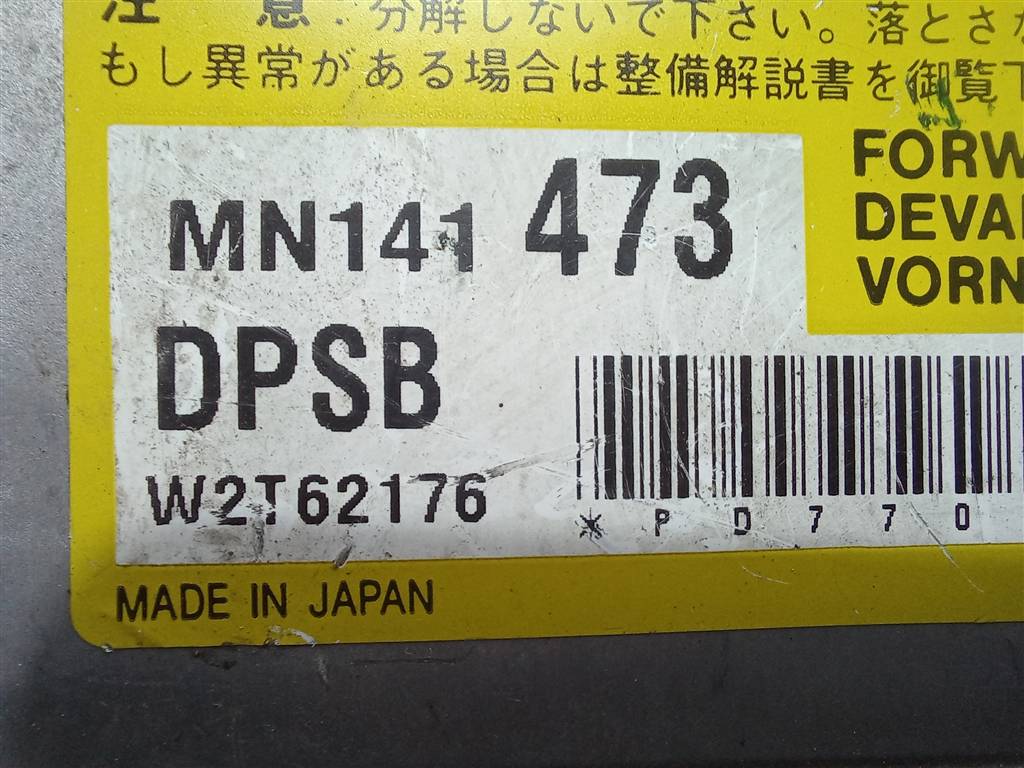 注 意 分解しないで下さい。落とさ
もし異常がある場合は整備解説書を御覧下
FORW
DEVA
VORN
MN141 473
DPSB
W2T62176
*PD770
MADE IN JAPAN